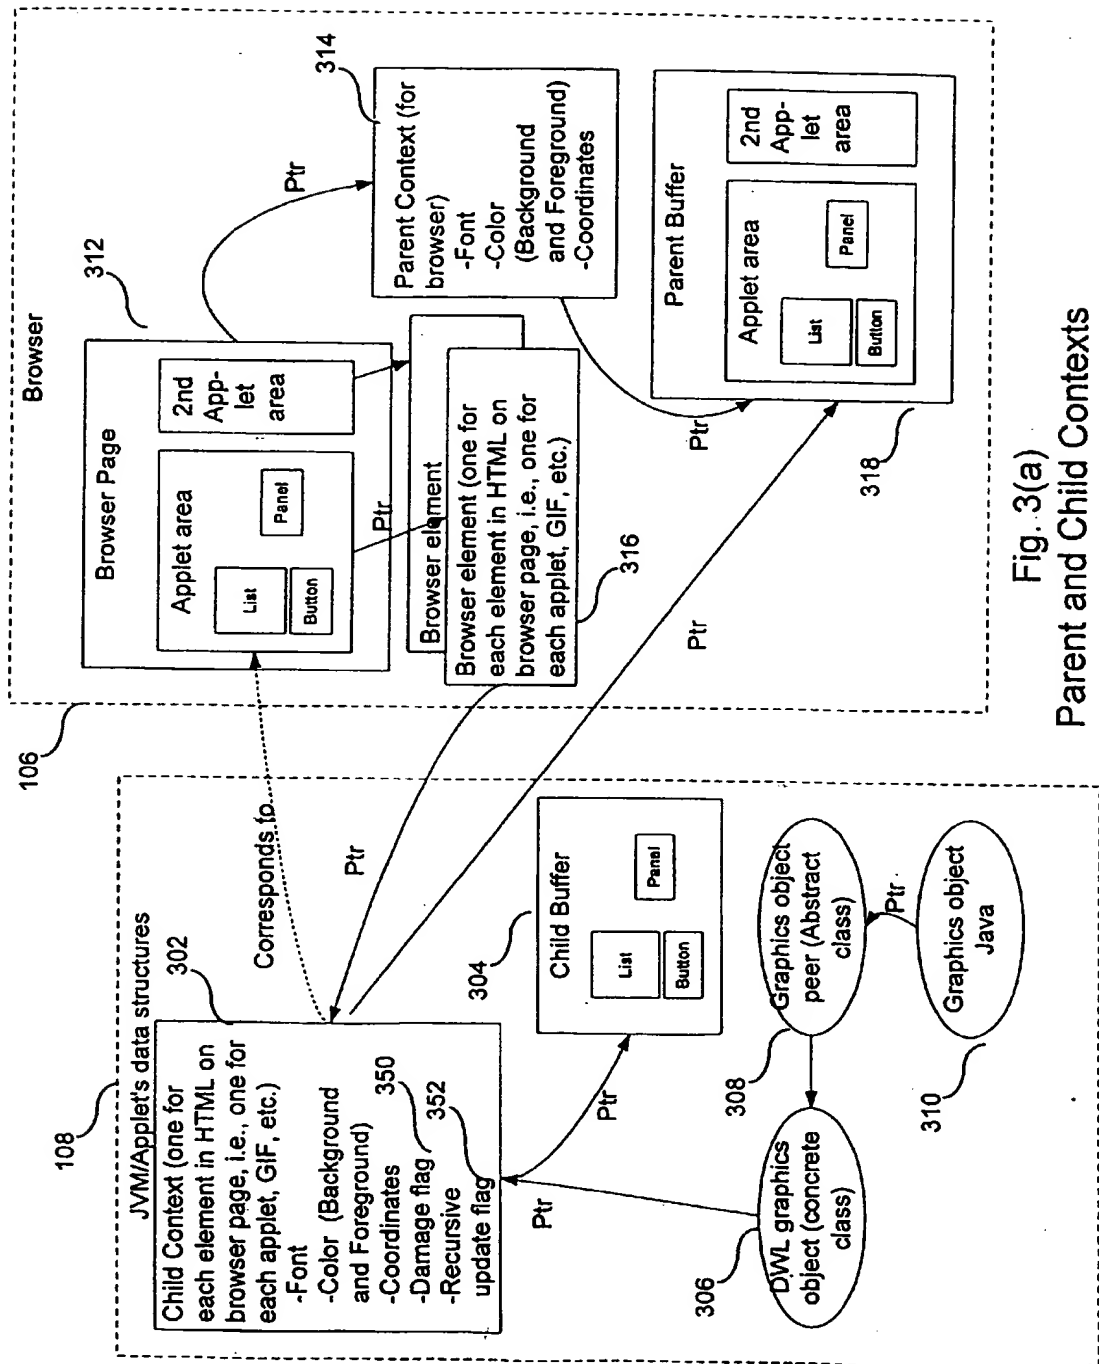 108
JVM/Applet's data structures
302
Child Context (one for
each element in HTML on
browser page, i.e., one for
each applet, GIF, etc.)
-Font
-Color (Background
and Foreground)
-Coordinates
-Damage flag
-Recursive
update flag
350
352
Corresponds to
Ptr
Ptr
304
Child Buffer
List
Button
Panel
Ptr
Ptr
306
DWL graphics
object (concrete
class)
308
Graphics object
peer (Abstract
class)
Ptr
310
Graphics object
Java
106
Browser
312
Browser Page
Applet area
List
Button
Panel
2nd
App-
let
area
Ptr
Ptr
314
Parent Context (for
browser)
-Font
-Color
(Background
and Foreground)
-Coordinates
Browser element
Browser element (one for
each element in HTML on
browser page, i.e., one for
each applet, GIF, etc.)
316
Ptr
318
Parent Buffer
Applet area
List
Button
Panel
2nd
App-
let
area
Fig. 3(a)
Parent and Child Contexts